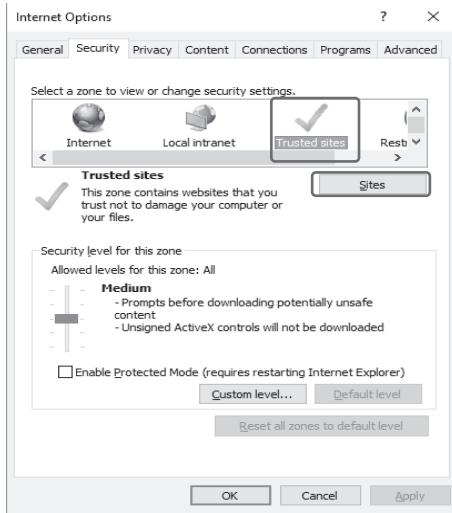 Internet Options ? ×
General Security Privacy Content Connections Programs Advanced
Select a zone to view or change security settings.
Internet Local intranet Trusted sites Restr
Trusted sites
This zone contains websites that you
trust not to damage your computer or
your files.
Sites
Security level for this zone
Allowed levels for this zone: All
Medium
- Prompts before downloading potentially unsafe
content
- Unsigned ActiveX controls will not be downloaded
Enable Protected Mode (requires restarting Internet Explorer)
Custom level... Default level
Reset all zones to default level
OK Cancel Apply